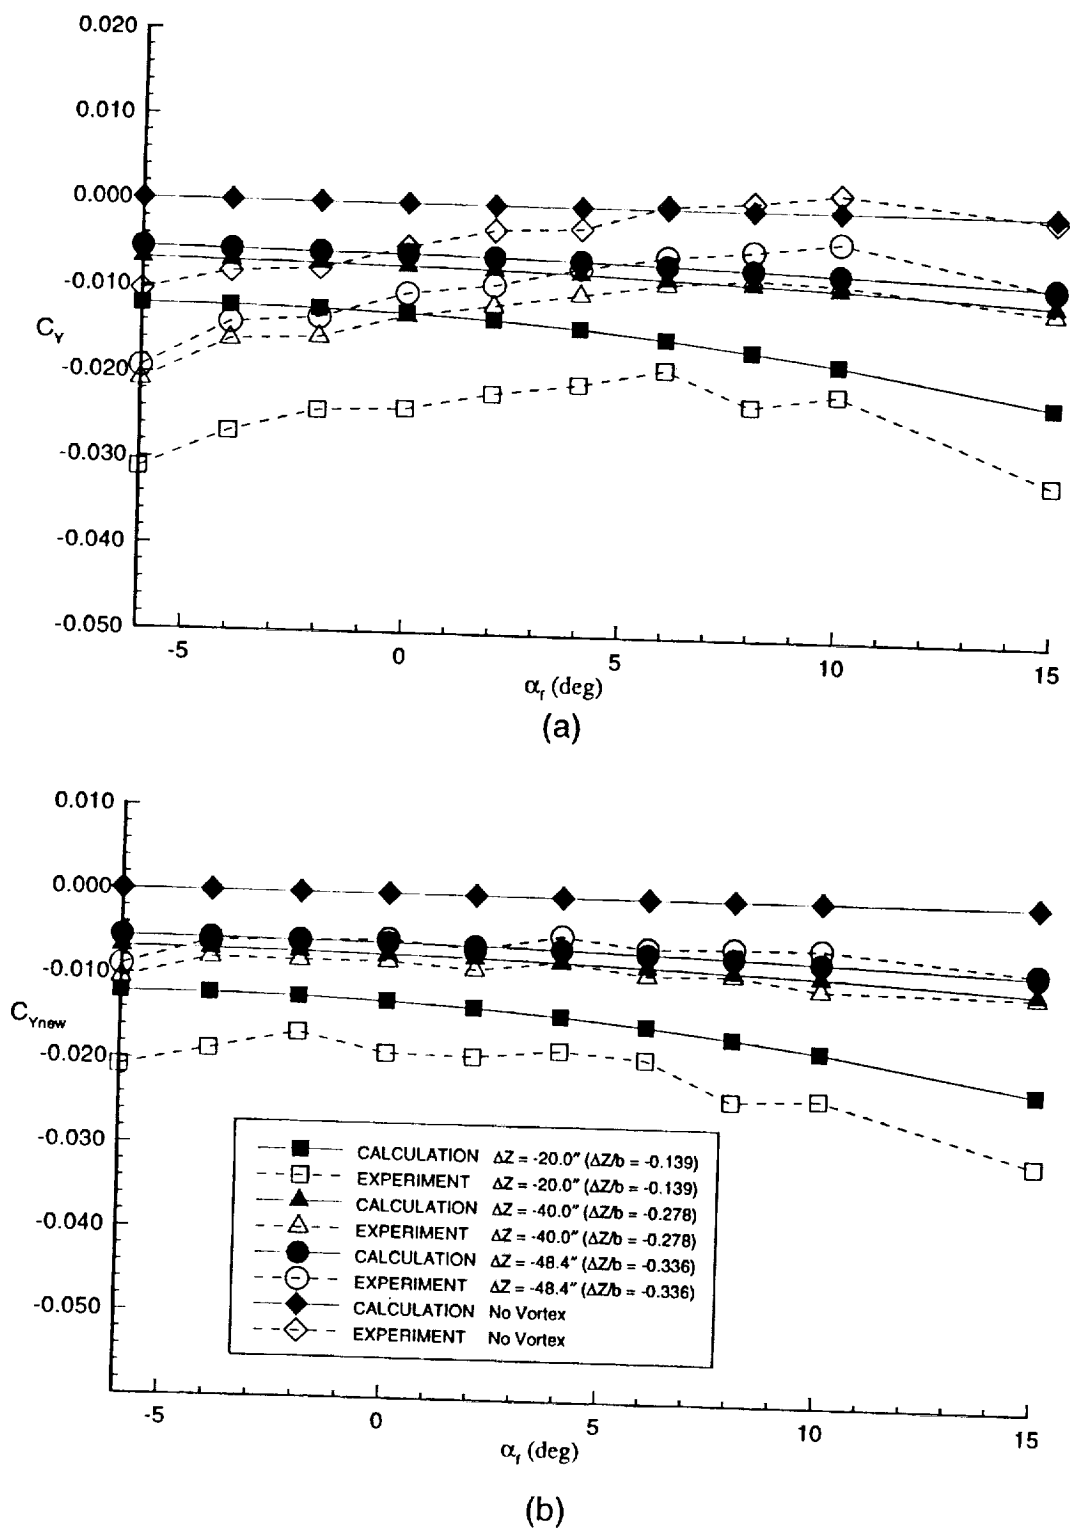 0.020
0.010
0.000
-0.010
C_Y
-0.020
-0.030
-0.040
-0.050
-5 0 5 10 15
α_f (deg)
(a)
0.010
0.000
-0.010
C_Ynew
-0.020
-0.030
-0.040
-0.050
CALCULATION ΔZ = -20.0″ (ΔZ/b = -0.139)
EXPERIMENT ΔZ = -20.0″ (ΔZ/b = -0.139)
CALCULATION ΔZ = -40.0″ (ΔZ/b = -0.278)
EXPERIMENT ΔZ = -40.0″ (ΔZ/b = -0.278)
CALCULATION ΔZ = -48.4″ (ΔZ/b = -0.336)
EXPERIMENT ΔZ = -48.4″ (ΔZ/b = -0.336)
CALCULATION No Vortex
EXPERIMENT No Vortex
-5 0 5 10 15
α_f (deg)
(b)